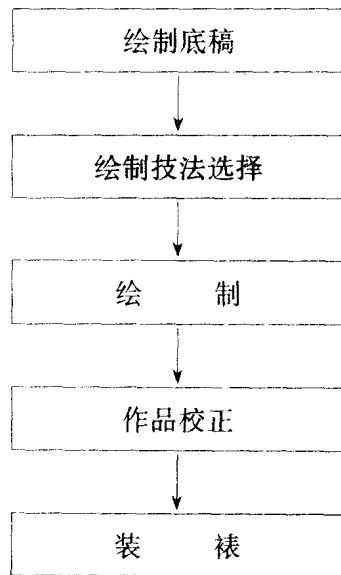 绘制底稿
绘制技法选择
绘 制
作品校正
装 裱